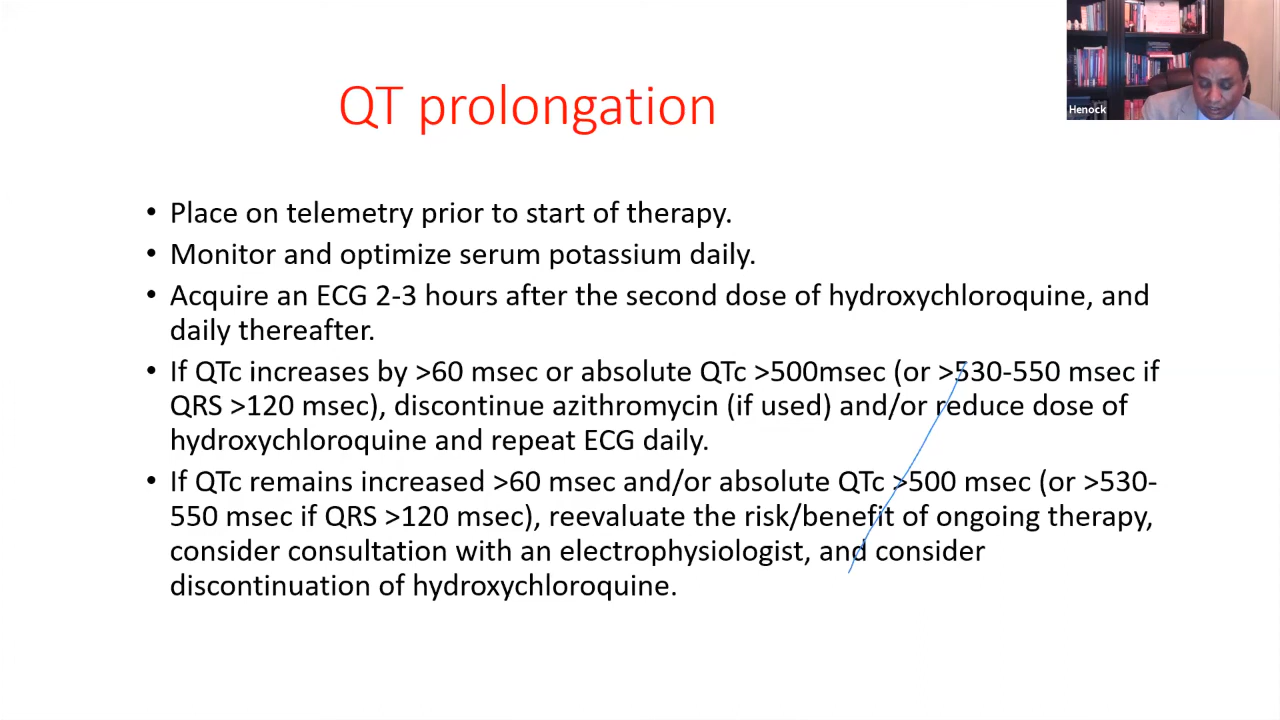 Henock
QT prolongation
• Place on telemetry prior to start of therapy.
• Monitor and optimize serum potassium daily.
• Acquire an ECG 2-3 hours after the second dose of hydroxychloroquine, and
daily thereafter.
• If QTc increases by >60 msec or absolute QTc >500msec (or >530-550 msec if
QRS >120 msec), discontinue azithromycin (if used) and/or reduce dose of
hydroxychloroquine and repeat ECG daily.
• If QTc remains increased >60 msec and/or absolute QTc >500 msec (or >530-
550 msec if QRS >120 msec), reevaluate the risk/benefit of ongoing therapy,
consider consultation with an electrophysiologist, and consider
discontinuation of hydroxychloroquine.